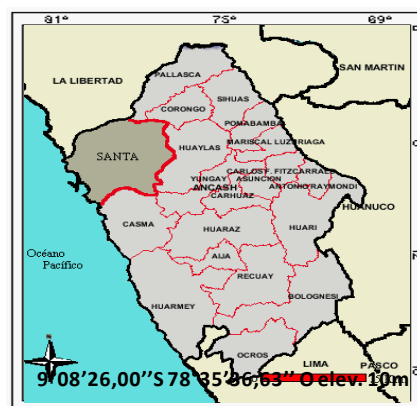 81° 75° 69°
LA LIBERTAD
SAN MARTIN
PALLASCA
SIHUAS
CORONGO
POMABAMBA
MARISCAL LUZURIAGA
SANTA
HUAYLAS
CARLOS F. FITZCARRALD
YUNGAY
ASUNCION
ANCASH
ANTONIO RAYMONDI
CARHUAZ
HUANUCO
CASMA
HUARAZ
HUARI
Océano
Pacífico
AIJA
RECUAY
HUARMEY
BOLOGNESI
OCROS
LIMA
PASCO
9°08’26,00’’S 78°35’36,63’’ O elev. 10m